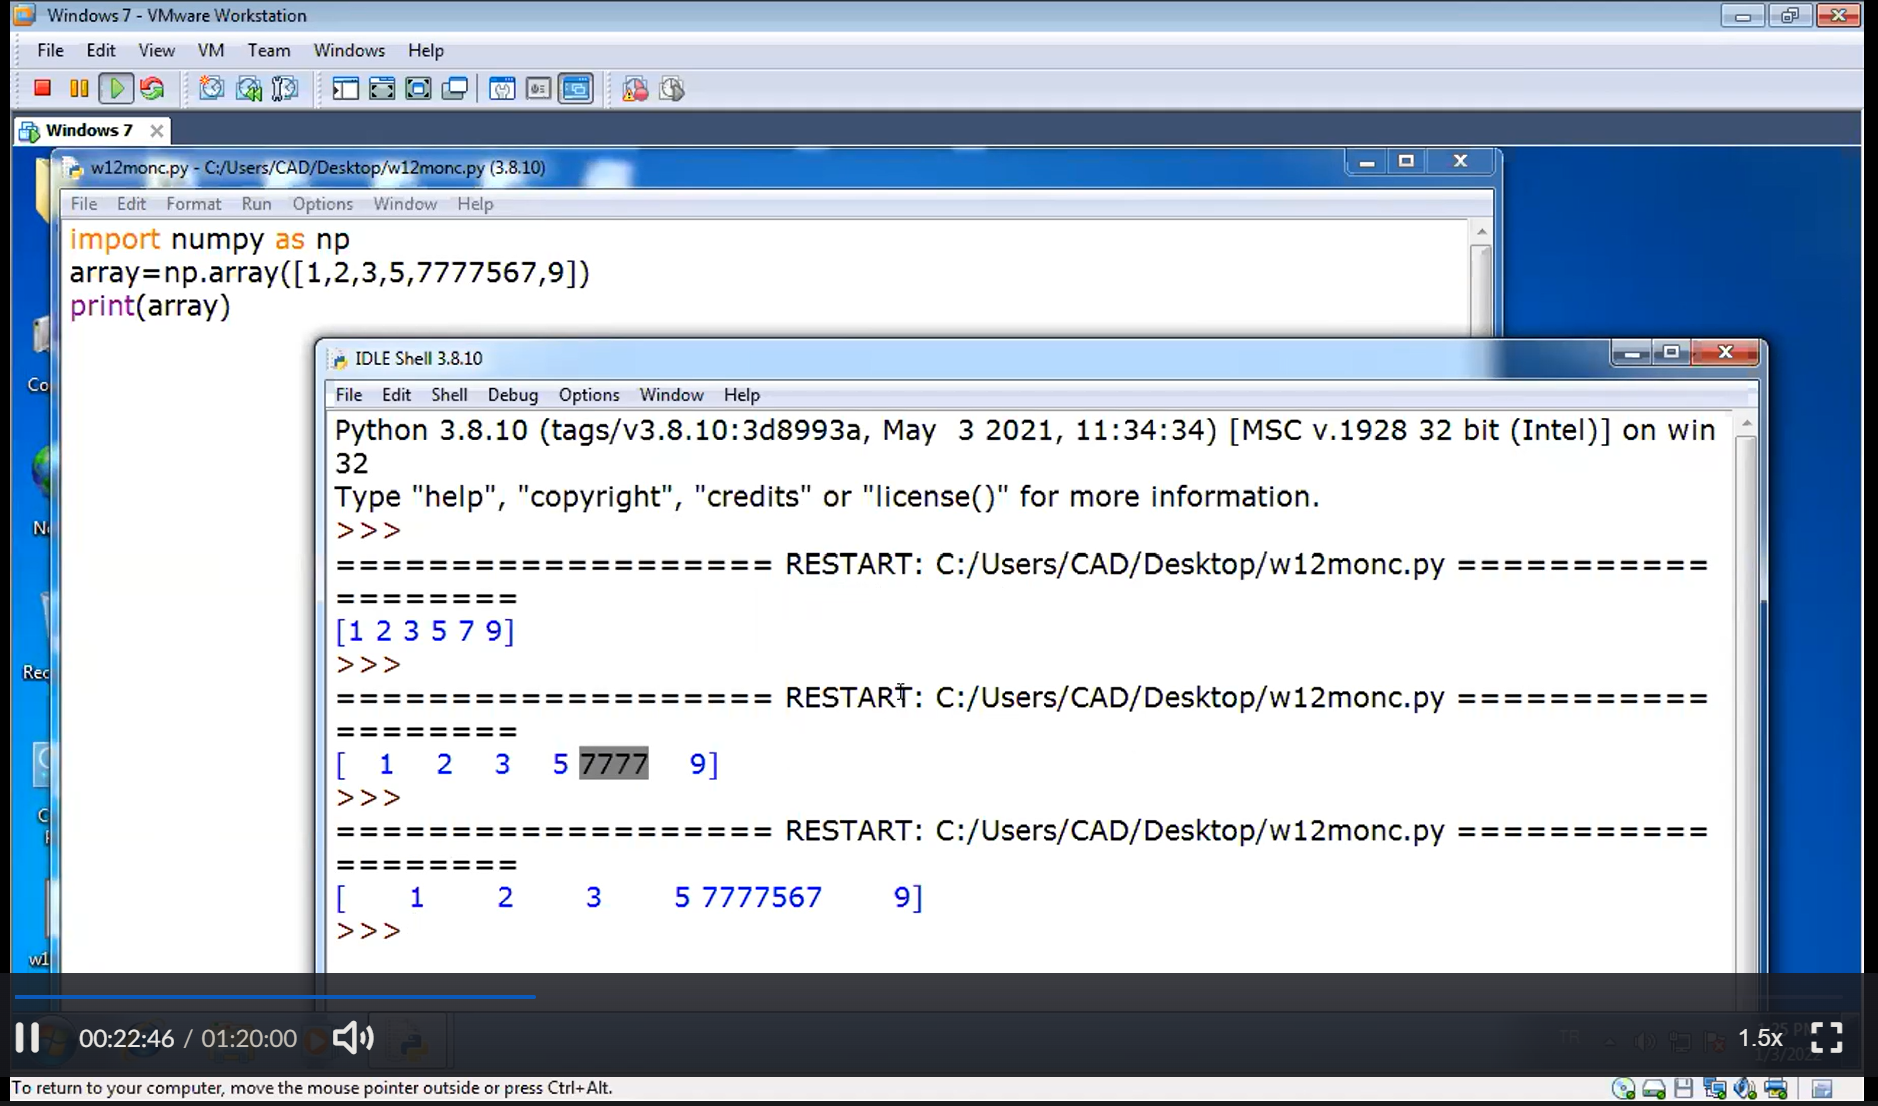 Windows 7 - VMware Workstation
File Edit View VM Team Windows Help
Windows 7
w12monc.py - C:/Users/CAD/Desktop/w12monc.py (3.8.10)
File Edit Format Run Options Window Help
import numpy as np
array=np.array([1,2,3,5,7777567,9])
print(array)
IDLE Shell 3.8.10
File Edit Shell Debug Options Window Help
Python 3.8.10 (tags/v3.8.10:3d8993a, May  3 2021, 11:34:34) [MSC v.1928 32 bit (Intel)] on win
32
Type "help", "copyright", "credits" or "license()" for more information.
>>>
=================== RESTART: C:/Users/CAD/Desktop/w12monc.py ===========
========
[1 2 3 5 7 9]
>>>
=================== RESTART: C:/Users/CAD/Desktop/w12monc.py ===========
========
[   1    2    3    5 7777    9]
>>>
=================== RESTART: C:/Users/CAD/Desktop/w12monc.py ===========
========
[      1       2       3       5 7777567       9]
>>>
Co
Rec
w1
00:22:46 / 01:20:00
1.5x
To return to your computer, move the mouse pointer outside or press Ctrl+Alt.